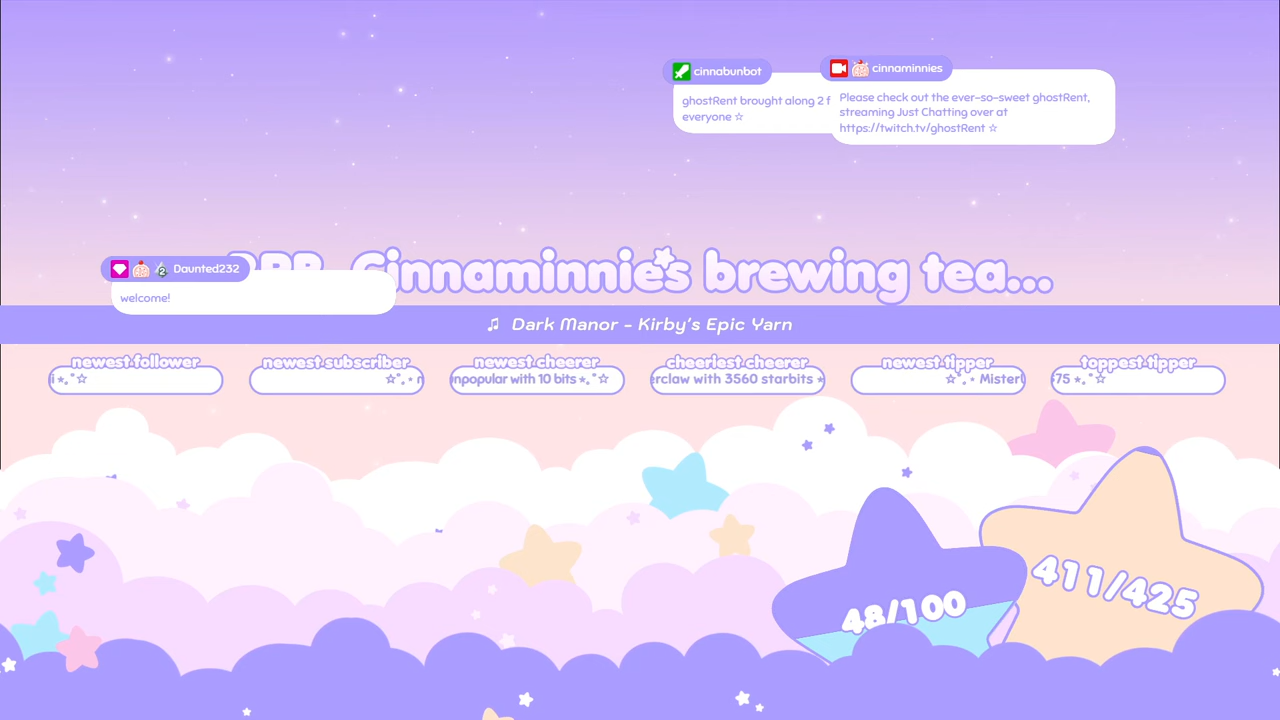 cinnabunbot
ghostRent brought along 2 f
everyone ☆
cinnaminnies
Please check out the ever-so-sweet ghostRent,
streaming Just Chatting over at
https://twitch.tv/ghostRent ☆
Cinnaminnies brewing tea...
2 Daunted232
welcome!
♫ Dark Manor - Kirby's Epic Yarn
newest follower
newest subscriber
newest cheerer
cheeriest cheerer
newest tipper
toppest tipper
npopular with 10 bits ⋆｡˚☆
erclaw with 3560 starbits ⋆
☆˚｡⋆ Misterl
$75 ⋆｡˚☆
48/100
411/425